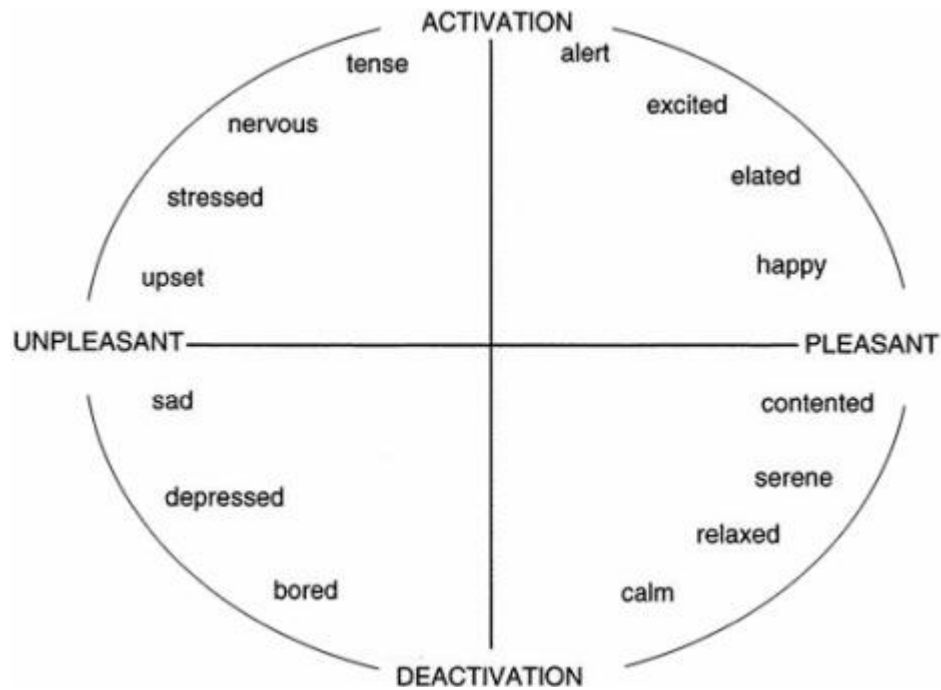 ACTIVATION
tense
alert
nervous
excited
stressed
elated
upset
happy
UNPLEASANT
PLEASANT
sad
contented
depressed
serene
relaxed
bored
calm
DEACTIVATION